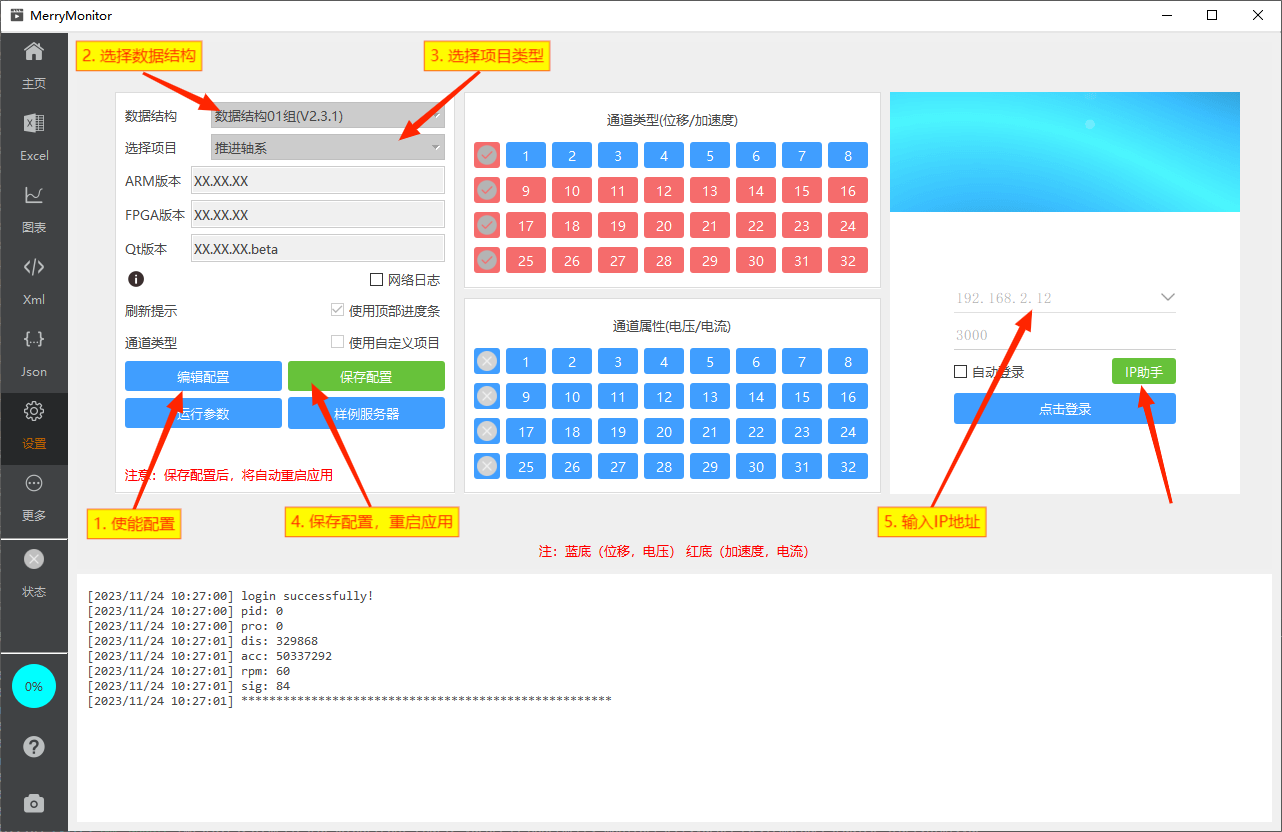 MerryMonitor
主页
Excel
图表
Xml
Json
设置
更多
状态
0%
2. 选择数据结构
3. 选择项目类型
数据结构 数据结构01组(V2.3.1)
选择项目 推进轴系
ARM版本 XX.XX.XX
FPGA版本 XX.XX.XX
Qt版本 XX.XX.XX.beta
网络日志
刷新提示 使用顶部进度条
通道类型 使用自定义项目
编辑配置 保存配置
运行参数 样例服务器
注意：保存配置后，将自动重启应用
1. 使能配置
4. 保存配置，重启应用
通道类型(位移/加速度)
1 2 3 4 5 6 7 8
9 10 11 12 13 14 15 16
17 18 19 20 21 22 23 24
25 26 27 28 29 30 31 32
通道属性(电压/电流)
1 2 3 4 5 6 7 8
9 10 11 12 13 14 15 16
17 18 19 20 21 22 23 24
25 26 27 28 29 30 31 32
192.168.2.12
3000
自动登录 IP助手
点击登录
5. 输入IP地址
注：蓝底（位移，电压） 红底（加速度，电流）
[2023/11/24 10:27:00] login successfully!
[2023/11/24 10:27:00] pid: 0
[2023/11/24 10:27:00] pro: 0
[2023/11/24 10:27:01] dis: 329868
[2023/11/24 10:27:01] acc: 50337292
[2023/11/24 10:27:01] rpm: 60
[2023/11/24 10:27:01] sig: 84
[2023/11/24 10:27:01] *****************************************************